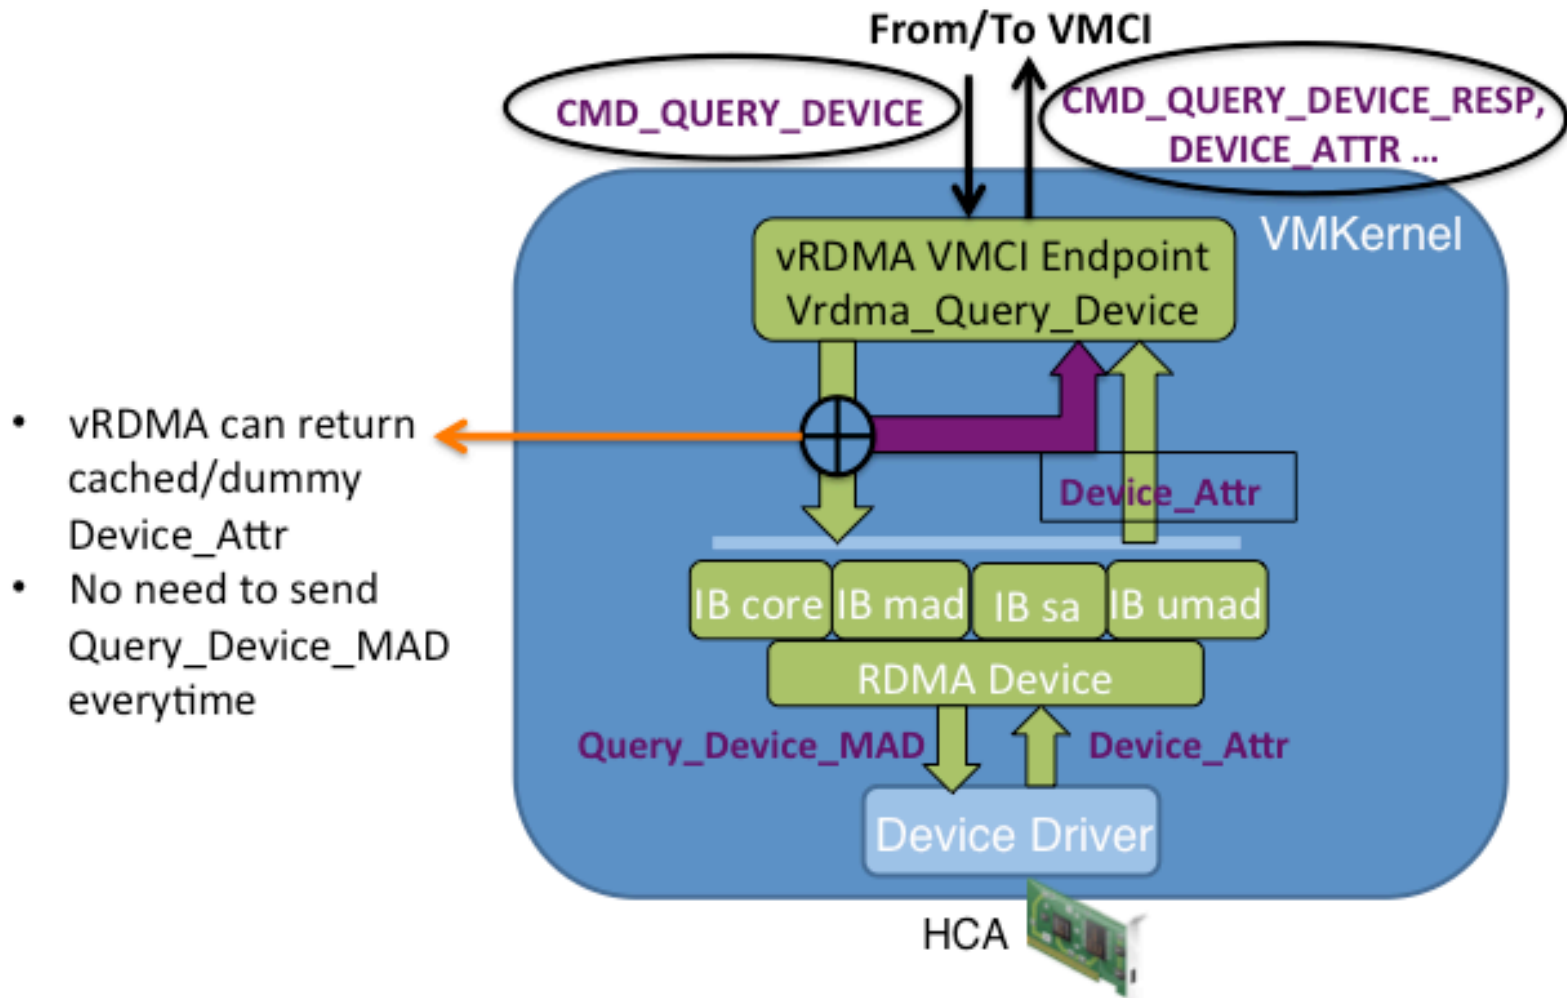 From/To VMCI
CMD_QUERY_DEVICE
CMD_QUERY_DEVICE_RESP,
DEVICE_ATTR ...
VMKernel
vRDMA VMCI Endpoint
Vrdma_Query_Device
• vRDMA can return
cached/dummy
Device_Attr
• No need to send
Query_Device_MAD
everytime
Device_Attr
IB core
IB mad
IB sa
IB umad
RDMA Device
Query_Device_MAD
Device_Attr
Device Driver
HCA